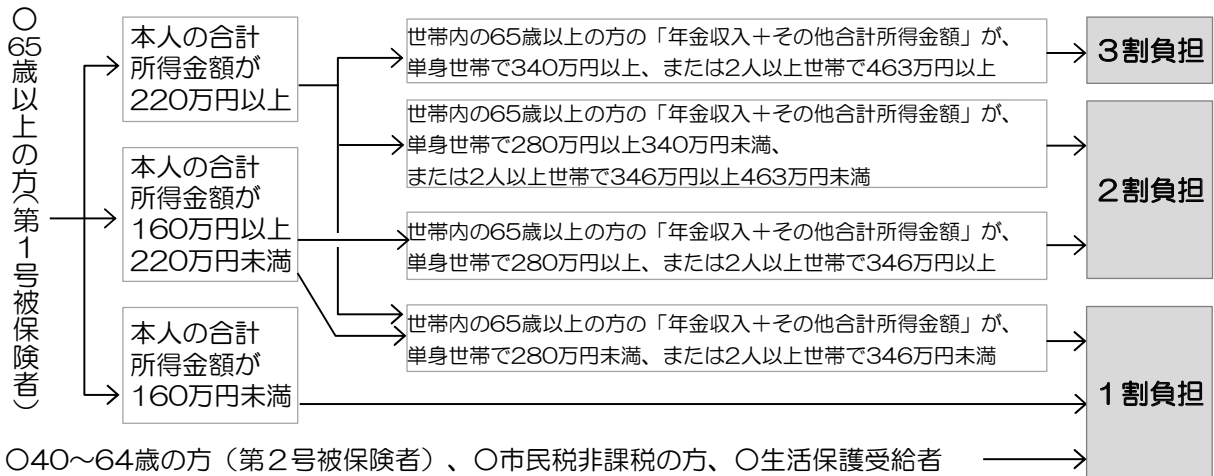 ○65歳以上の方（第1号被保険者）
本人の合計
所得金額が
220万円以上
世帯内の65歳以上の方の「年金収入＋その他合計所得金額」が、
単身世帯で340万円以上、または2人以上世帯で463万円以上
3割負担
世帯内の65歳以上の方の「年金収入＋その他合計所得金額」が、
単身世帯で280万円以上340万円未満、
または2人以上世帯で346万円以上463万円未満
本人の合計
所得金額が
160万円以上
220万円未満
世帯内の65歳以上の方の「年金収入＋その他合計所得金額」が、
単身世帯で280万円以上、または2人以上世帯で346万円以上
2割負担
世帯内の65歳以上の方の「年金収入＋その他合計所得金額」が、
単身世帯で280万円未満、または2人以上世帯で346万円未満
本人の合計
所得金額が
160万円未満
1割負担
○40～64歳の方（第2号被保険者）、○市民税非課税の方、○生活保護受給者